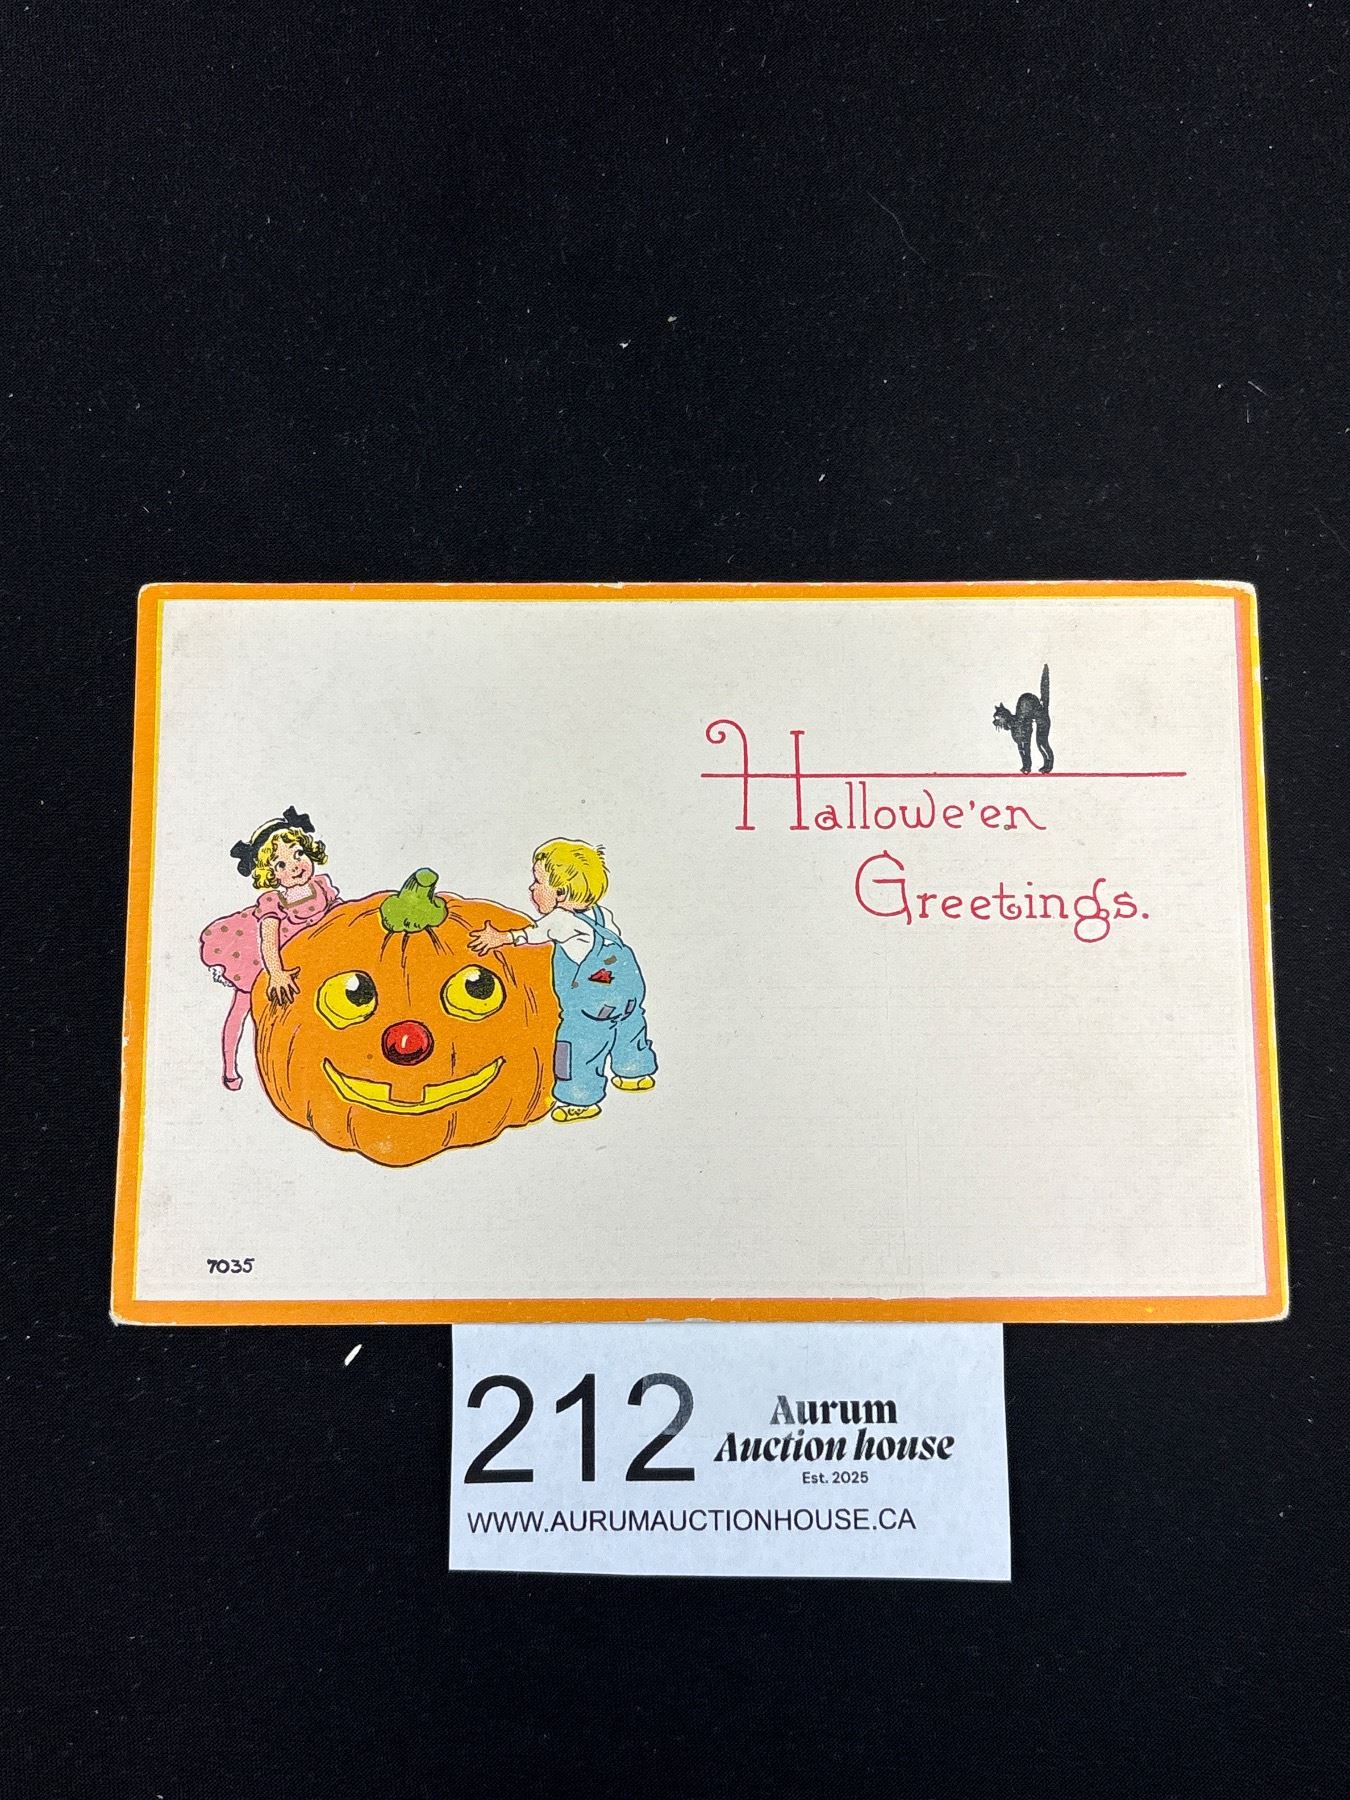 Hallowe'en
Greetings.
7035
212
Aurum
Auction house
Est. 2025
WWW.AURUMAUCTIONHOUSE.CA